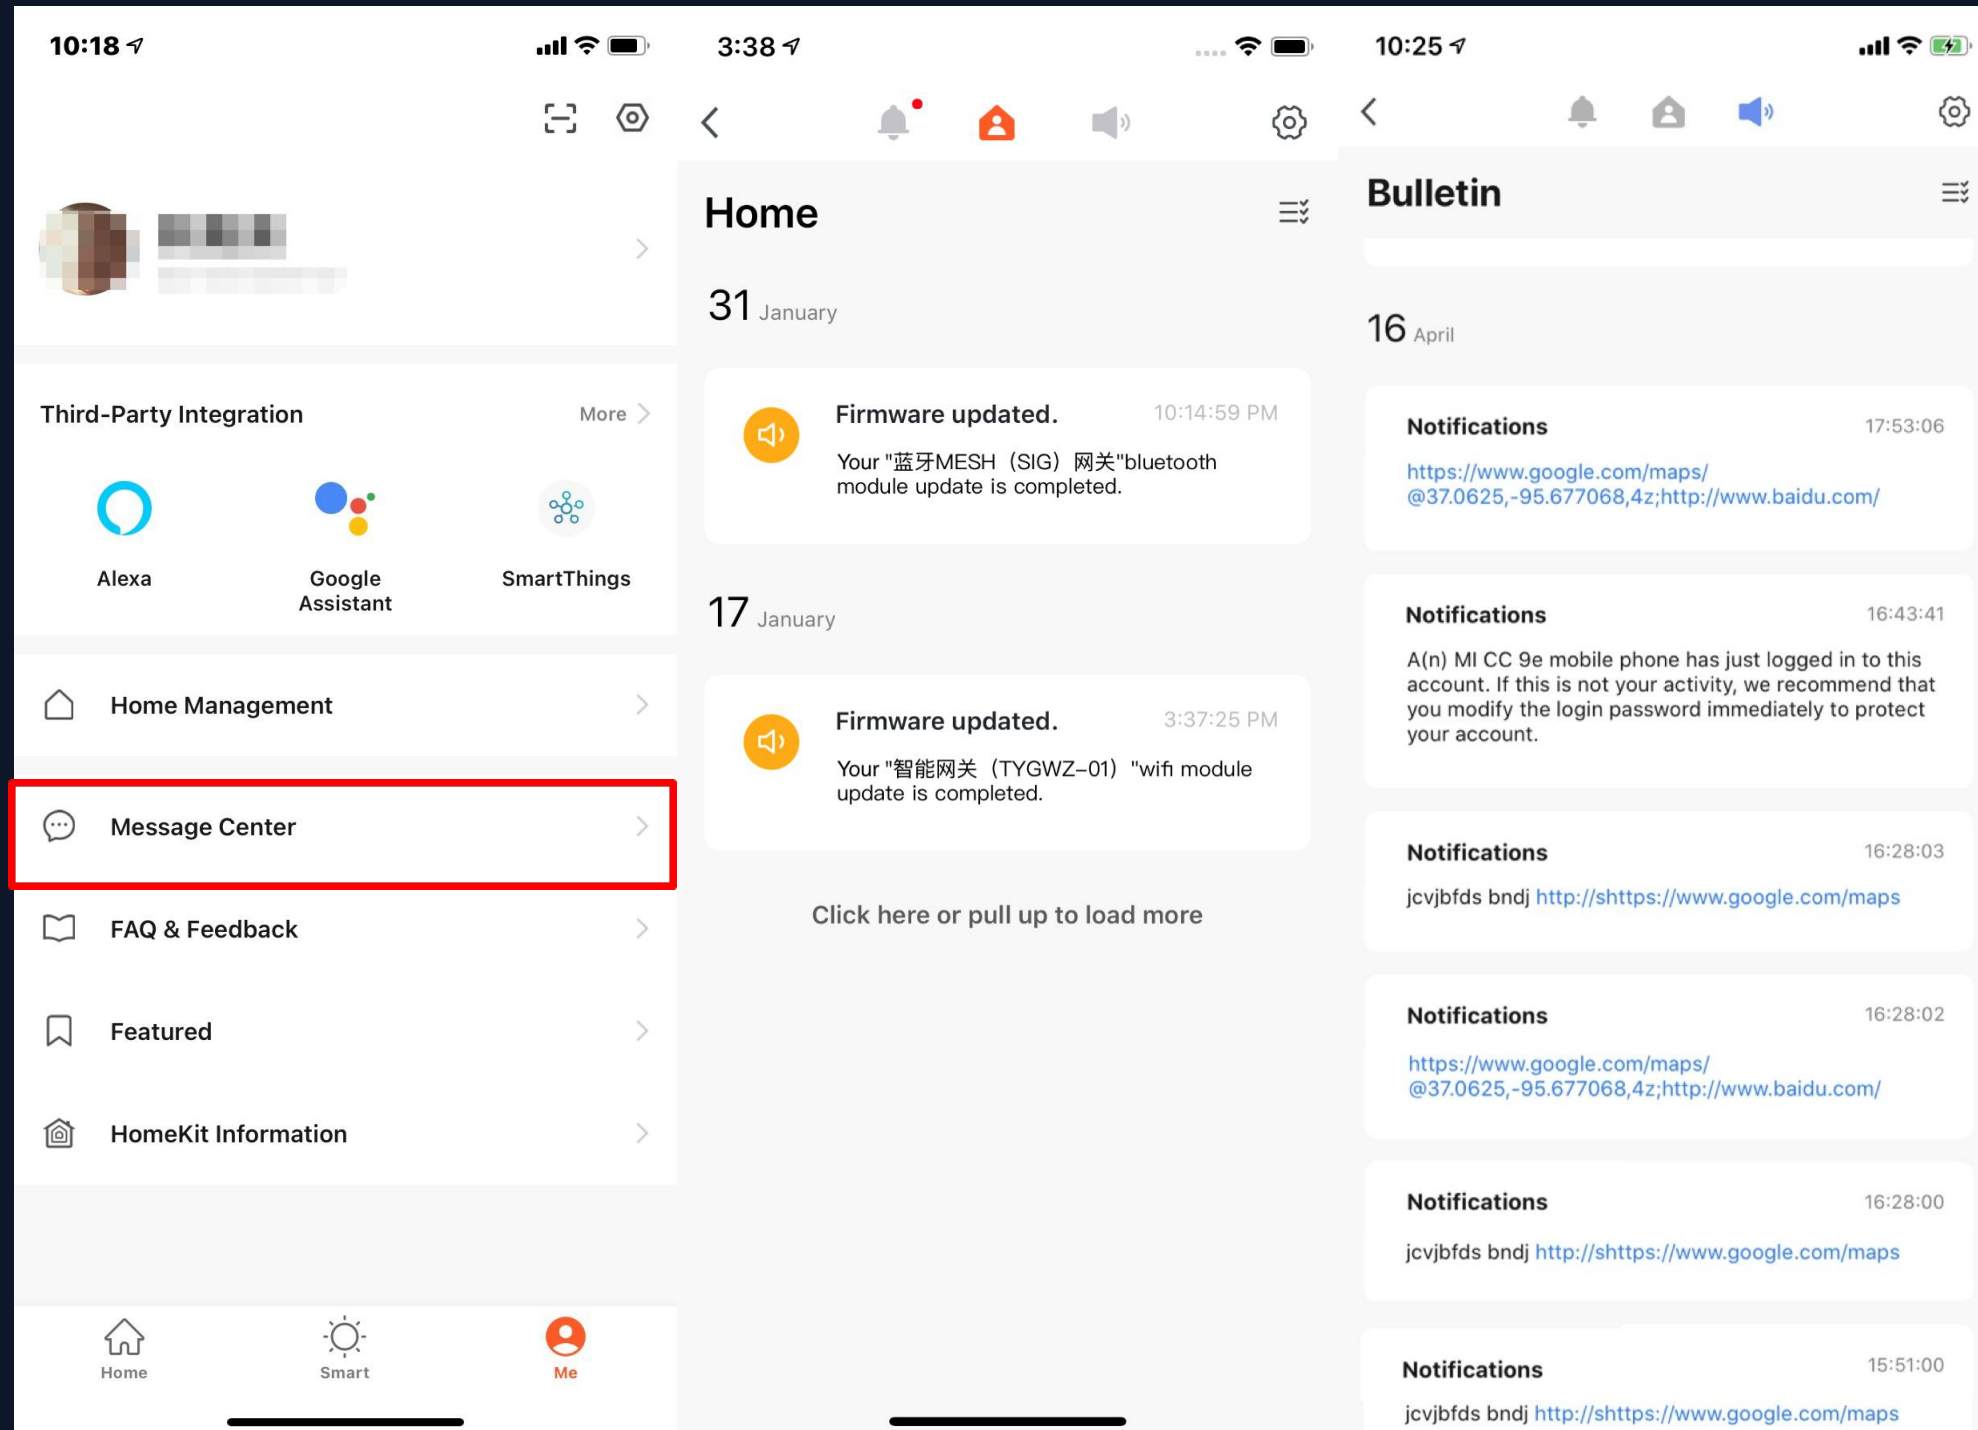 10:18
Third-Party Integration
More
Alexa
Google
Assistant
SmartThings
Home Management
Message Center
FAQ & Feedback
Featured
HomeKit Information
Home
Smart
Me
3:38
Home
31 January
Firmware updated.
10:14:59 PM
Your "蓝牙MESH（SIG）网关"bluetooth
module update is completed.
17 January
Firmware updated.
3:37:25 PM
Your "智能网关（TYGWZ-01）"wifi module
update is completed.
Click here or pull up to load more
10:25
Bulletin
16 April
Notifications
17:53:06
https://www.google.com/maps/
@37.0625,-95.677068,4z;http://www.baidu.com/
Notifications
16:43:41
A(n) MI CC 9e mobile phone has just logged in to this
account. If this is not your activity, we recommend that
you modify the login password immediately to protect
your account.
Notifications
16:28:03
jcvjbfds bndj http://shttps://www.google.com/maps
Notifications
16:28:02
https://www.google.com/maps/
@37.0625,-95.677068,4z;http://www.baidu.com/
Notifications
16:28:00
jcvjbfds bndj http://shttps://www.google.com/maps
Notifications
15:51:00
jcvjbfds bndj http://shttps://www.google.com/maps